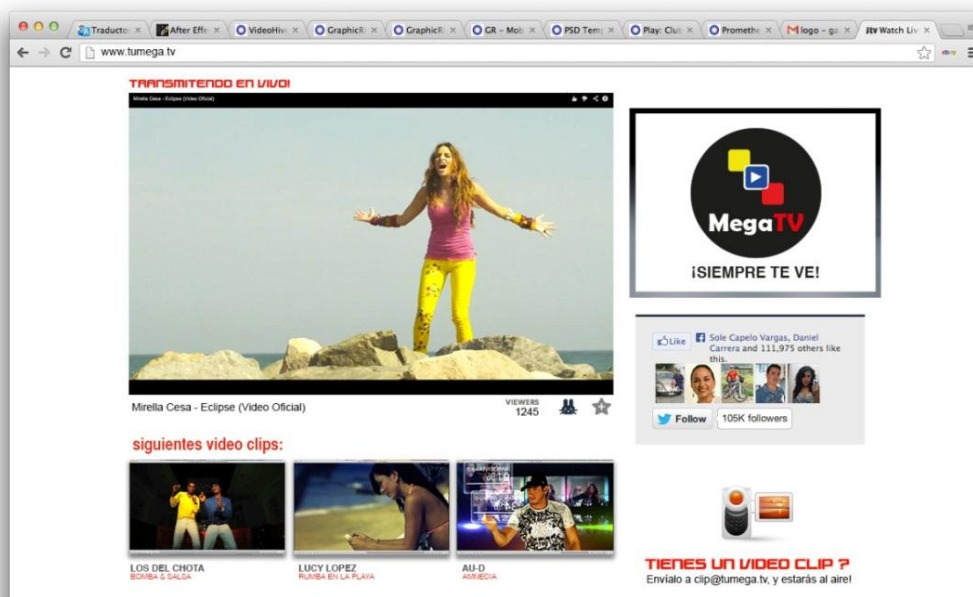 Traducto
After Effe
VideoHiv
GraphicR
GraphicR
GR – Mob
PSD Temp
Play: Club
Promethe
logo – ga
jtv Watch Liv
www.tumega.tv
TRANSMITENDO EN VIVO!
Mirella Cesa - Eclipse (Video Oficial)
MegaTV
¡SIEMPRE TE VE!
Like
Sole Capelo Vargas, Daniel
Carrera and 111,975 others like
this.
Follow
105K followers
Mirella Cesa - Eclipse (Video Oficial)
VIEWERS
1245
siguientes video clips:
LOS DEL CHOTA
BOMBA & SALSA
LUCY LOPEZ
RUMBA EN LA PLAYA
AU-D
AMNECIA
TIENES UN VIDEO CLIP ?
Envíalo a clip@tumega.tv, y estarás al aire!